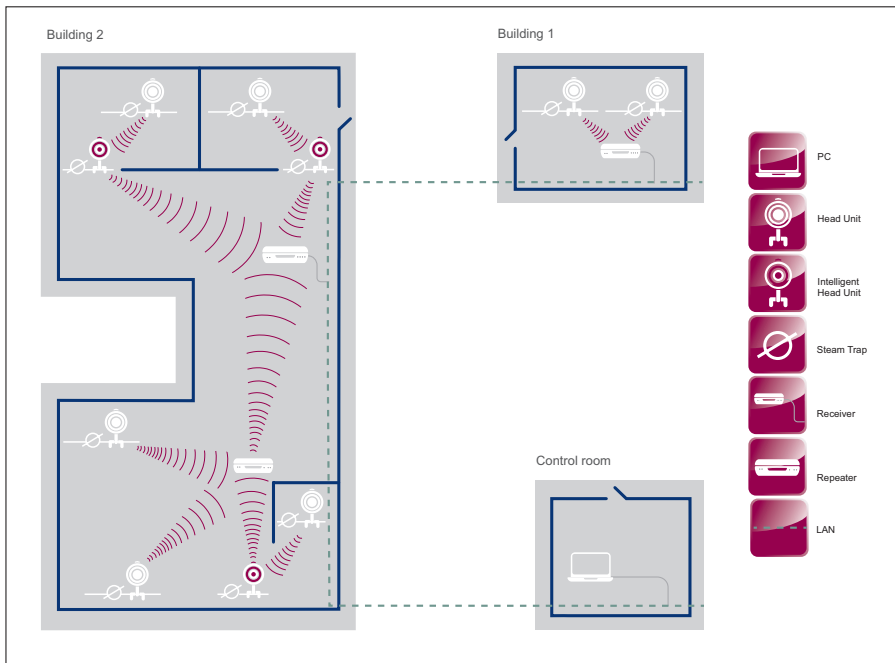 Building 2
Building 1
PC
Head Unit
Intelligent
Head Unit
Steam Trap
Receiver
Repeater
Control room
LAN